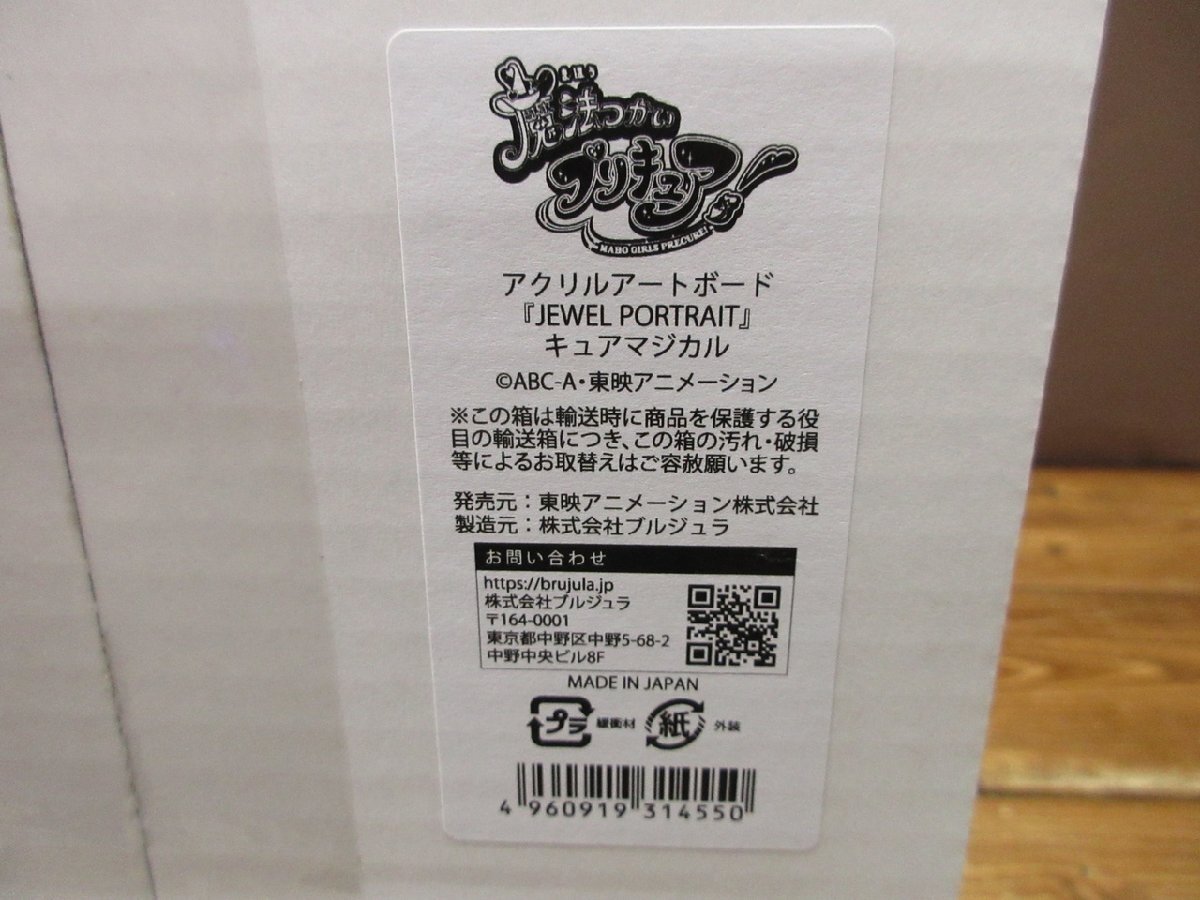 まほう
魔法つかい
プリキュア!
MAHO GIRLS PRECURE!
アクリルアートボード
『JEWEL PORTRAIT』
キュアマジカル
©ABC-A・東映アニメーション
※この箱は輸送時に商品を保護する役
目の輸送箱につき、この箱の汚れ・破損
等によるお取替えはご容赦願います。
発売元：東映アニメーション株式会社
製造元：株式会社ブルジュラ
お問い合わせ
https://brujula.jp
株式会社ブルジュラ
〒164-0001
東京都中野区中野5-68-2
中野中央ビル8F
MADE IN JAPAN
プラ 緩衝材 紙 外装
4 960919 314550